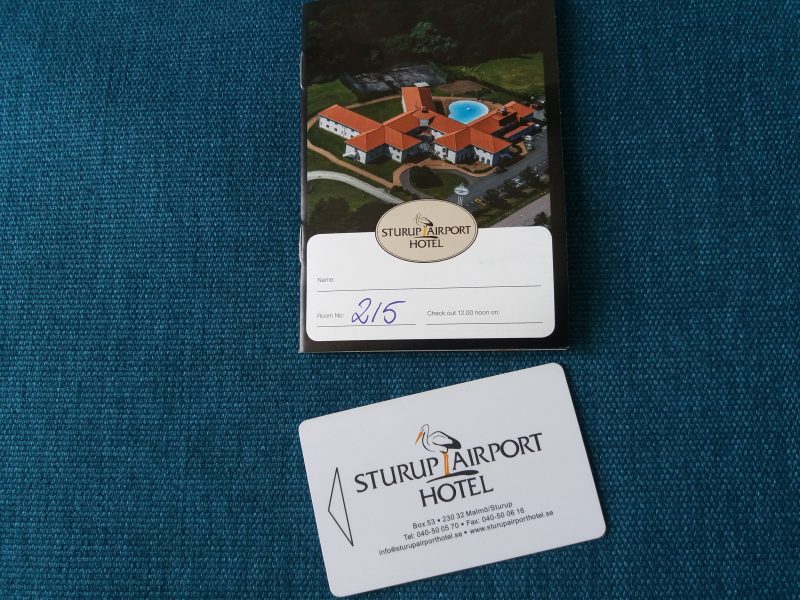 STURUP AIRPORT
HOTEL
Name:
Room No: 215 Check out 12.00 noon on:
STURUP AIRPORT
HOTEL
Box 53 • 230 32 Malmö/Sturup
Tel: 040-50 05 70 • Fax: 040-50 06 16
info@sturupairporthotel.se • www.sturupairporthotel.se